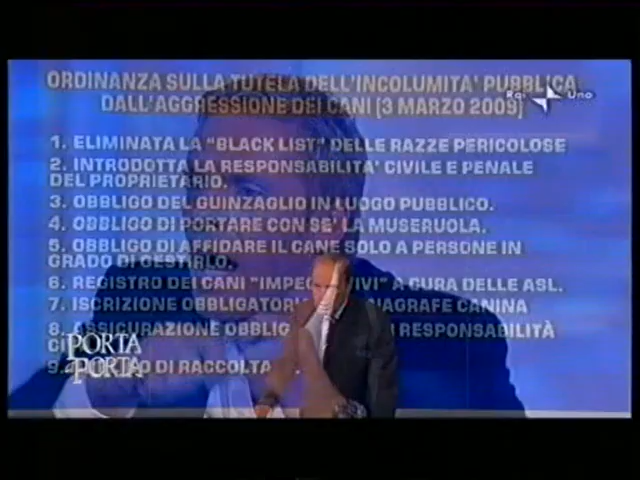 ORDINANZA SULLA TUTELA DELL'INCOLUMITA' PUBBLICA
DALL'AGGRESSIONE DEI CANI (3 MARZO 2009)
Rai Uno
1. ELIMINATA LA "BLACK LIST" DELLE RAZZE PERICOLOSE
2. INTRODOTTA LA RESPONSABILITA' CIVILE E PENALE
DEL PROPRIETARIO.
3. OBBLIGO DEL GUINZAGLIO IN LUOGO PUBBLICO.
4. OBBLIGO DI PORTARE CON SE' LA MUSERUOLA.
5. OBBLIGO DI AFFIDARE IL CANE SOLO A PERSONE IN
GRADO DI GESTIRLO.
6. REGISTRO DEI CANI "IMPEG VIVI" A CURA DELLE ASL.
7. ISCRIZIONE OBBLIGATORI NAGRAFE CANINA
8. ASSICURAZIONE OBBLIG RESPONSABILITÀ
PORTA
PORTA
9. DI RACCOLTA